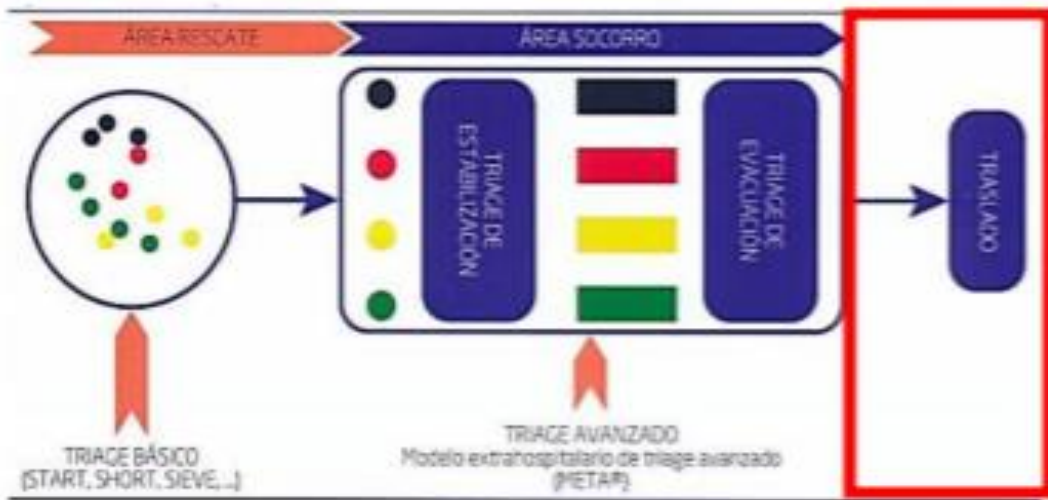 ÁREA RESCATE
ÁREA SOCORRO
TRIAGE DE
ESTABILIZACIÓN
TRIAGE DE
EVACUACIÓN
TRASLADO
TRIAGE BÁSICO
(START, SHORT, SIEVE, ...)
TRIAGE AVANZADO
Modelo extrahospitalario de triage avanzado
(META®)